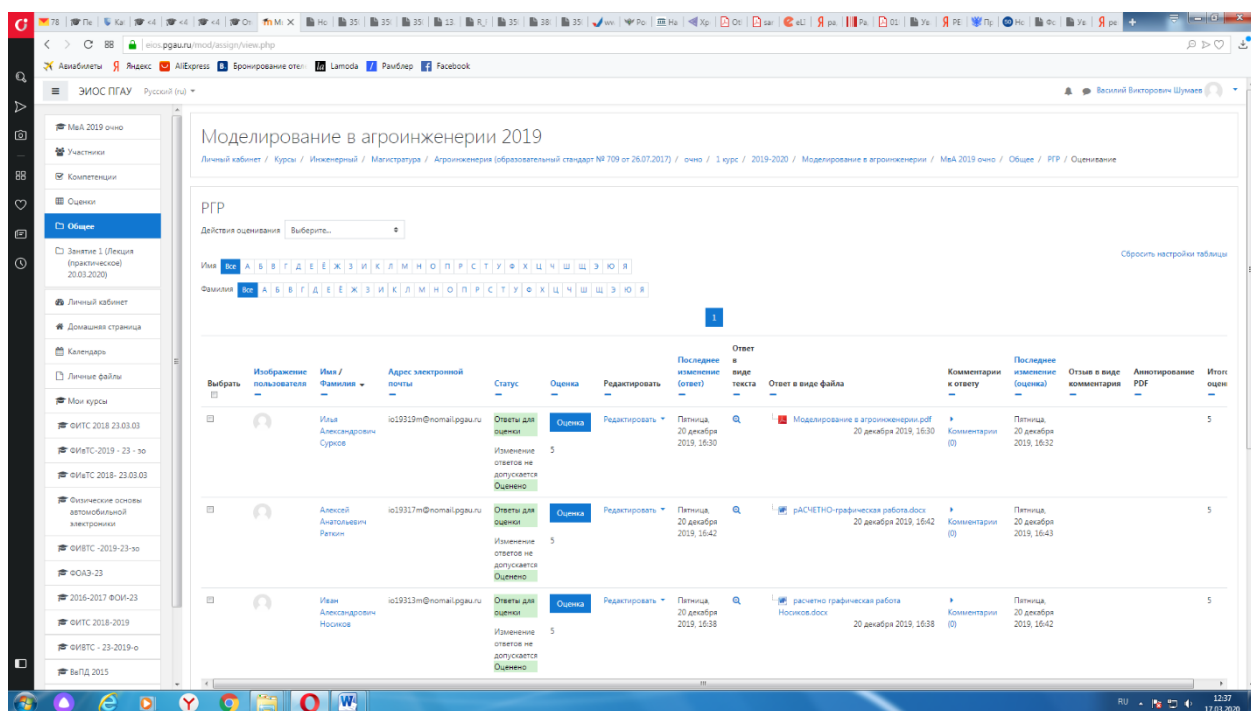 eios.pgau.ru/mod/assign/view.php
Авиабилеты Яндекс AliExpress Бронирование отел Lamoda Рамблер Facebook
ЭИОС ПГАУ Русский (ru)
Василий Викторович Шумаев
МвА 2019 очно
Участники
Компетенции
Оценки
Общее
Занятие 1 (Лекция
(практическое)
20.03.2020)
Личный кабинет
Домашняя страница
Календарь
Личные файлы
Мои курсы
ФИТС 2018 23.03.03
ФИвТС-2019 - 23 - зо
ФИвТС 2018- 23.03.03
Физические основы
автомобильной
электроники
ФИВТС -2019-23-зо
ФОАЭ-23
2016-2017 ФОИ-23
ФИТС 2018-2019
ФИВТС - 23-2019-о
ВвПД 2015
Моделирование в агроинженерии 2019
Личный кабинет / Курсы / Инженерный / Магистратура / Агроинженерия (образовательный стандарт № 709 от 26.07.2017) / очно / 1 курс / 2019-2020 / Моделирование в агроинженерии / МвА 2019 очно / Общее / РГР / Оценивание
РГР
Действия оценивания Выберите...
Сбросить настройки таблицы
Имя Все А Б В Г Д Е Ё Ж З И К Л М Н О П Р С Т У Ф Х Ц Ч Ш Щ Э Ю Я
Фамилия Все А Б В Г Д Е Ё Ж З И К Л М Н О П Р С Т У Ф Х Ц Ч Ш Щ Э Ю Я
1
Выбрать
Изображение
пользователя
Имя /
Фамилия
Адрес электронной
почты
Статус
Оценка
Редактировать
Последнее
изменение
(ответ)
Ответ
в
виде
текста
Ответ в виде файла
Комментарии
к ответу
Последнее
изменение
(оценка)
Отзыв в виде
комментария
Аннотирование
PDF
Итого
оцен
Илья
Александрович
Сурков
io19319m@nomail.pgau.ru
Ответы для
оценки
Изменение
ответов не
допускается
Оценено
Оценка
5
Редактировать
Пятница,
20 декабря
2019, 16:30
Моделирование в агроинженерии.pdf
20 декабря 2019, 16:30
Комментарии
(0)
Пятница,
20 декабря
2019, 16:32
5
Алексей
Анатольевич
Раткин
io19317m@nomail.pgau.ru
Ответы для
оценки
Изменение
ответов не
допускается
Оценено
Оценка
5
Редактировать
Пятница,
20 декабря
2019, 16:42
рАСЧЕТНО-графическая работа.docx
20 декабря 2019, 16:42
Комментарии
(0)
Пятница,
20 декабря
2019, 16:43
5
Иван
Александрович
Носиков
io19313m@nomail.pgau.ru
Ответы для
оценки
Изменение
ответов не
допускается
Оценено
Оценка
5
Редактировать
Пятница,
20 декабря
2019, 16:38
расчетно графическая работа
Носиков.docx
20 декабря 2019, 16:38
Комментарии
(0)
Пятница,
20 декабря
2019, 16:42
5
RU
12:37
17.03.2020